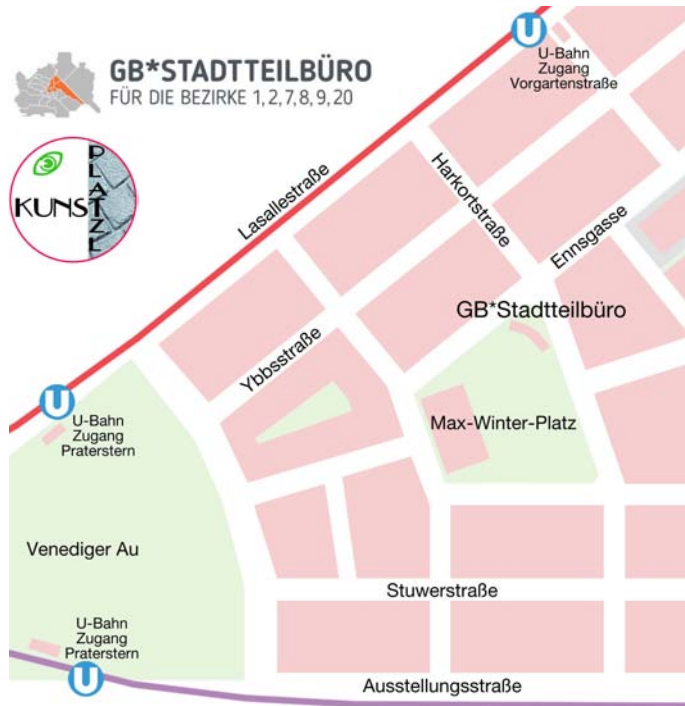 GB*STADTTEILBÜRO
FÜR DIE BEZIRKE 1, 2, 7, 8, 9, 20
KUNST
PLATZL
U
U-Bahn
Zugang
Vorgartenstraße
Lasallestraße
Harkortstraße
Ennsgasse
GB*Stadtteilbüro
Ybbsstraße
U
U-Bahn
Zugang
Praterstern
Max-Winter-Platz
Venediger Au
Stuwerstraße
U-Bahn
Zugang
Praterstern
U
Ausstellungsstraße